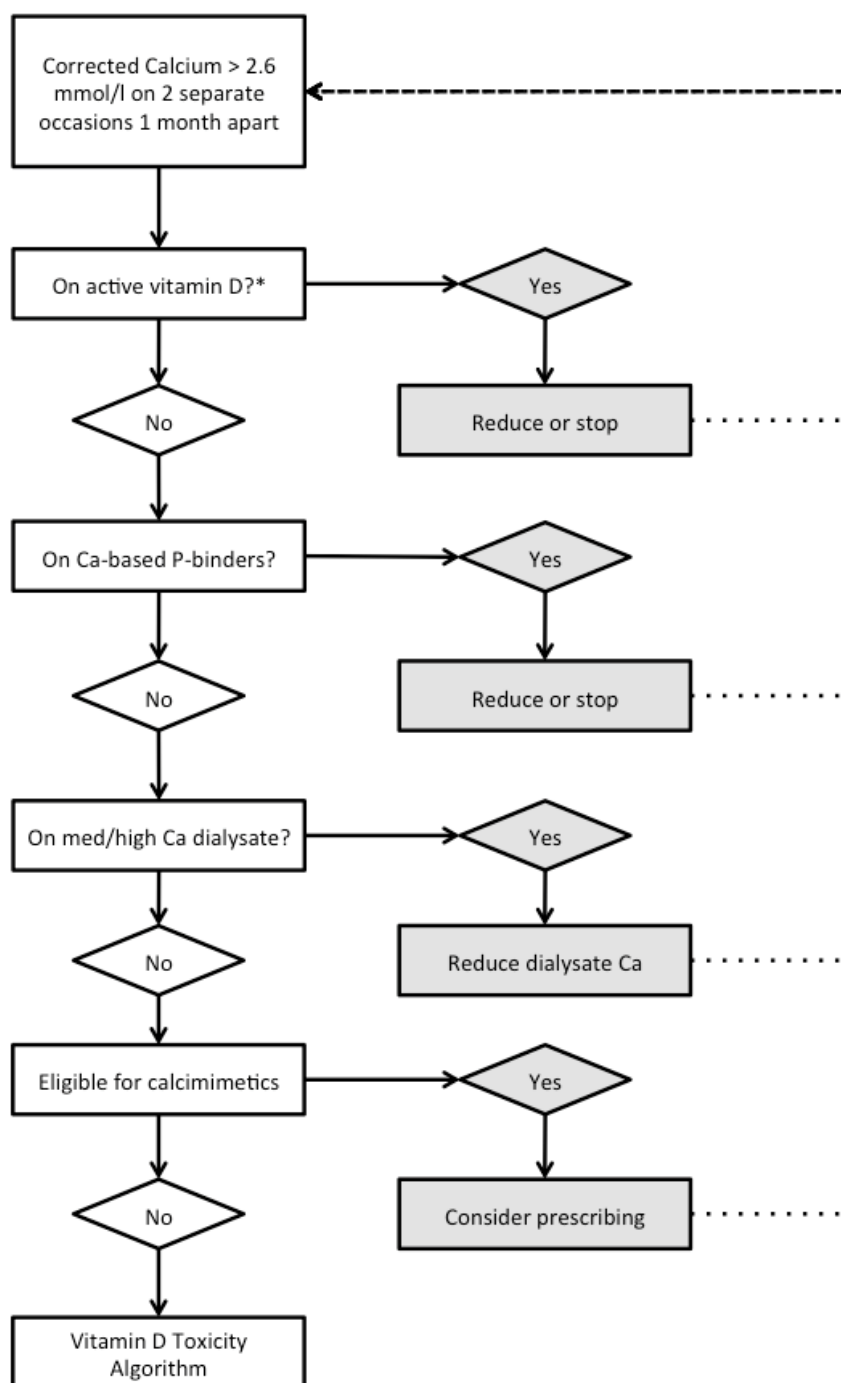 Corrected Calcium > 2.6
mmol/l on 2 separate
occasions 1 month apart
On active vitamin D?*
Yes
No
Reduce or stop
On Ca-based P-binders?
Yes
No
Reduce or stop
On med/high Ca dialysate?
Yes
No
Reduce dialysate Ca
Eligible for calcimimetics
Yes
No
Consider prescribing
Vitamin D Toxicity
Algorithm